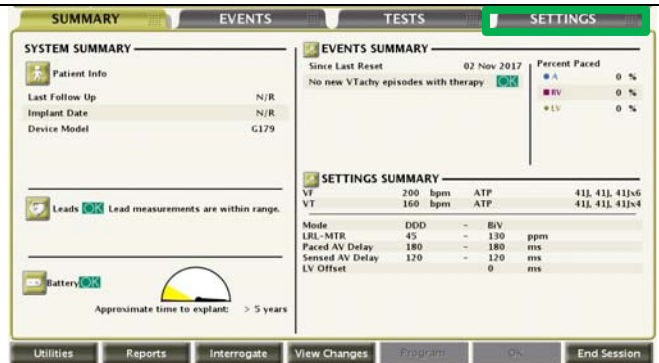 SUMMARY EVENTS TESTS SETTINGS
SYSTEM SUMMARY
Patient Info
Last Follow Up N/R
Implant Date N/R
Device Model G179
Leads OK Lead measurements are within range.
Battery OK
Approximate time to explant: > 5 years
EVENTS SUMMARY
Since Last Reset 02 Nov 2017
No new VTachy episodes with therapy OK
Percent Paced
A 0 %
RV 0 %
LV 0 %
SETTINGS SUMMARY
VF 200 bpm ATP 41J, 41J, 41Jx6
VT 160 bpm ATP 41J, 41J, 41Jx4
Mode DDD - BiV
LRL-MTR 45 - 130 ppm
Paced AV Delay 180 - 180 ms
Sensed AV Delay 120 - 120 ms
LV Offset 0 ms
Utilities Reports Interrogate View Changes Program OK End Session